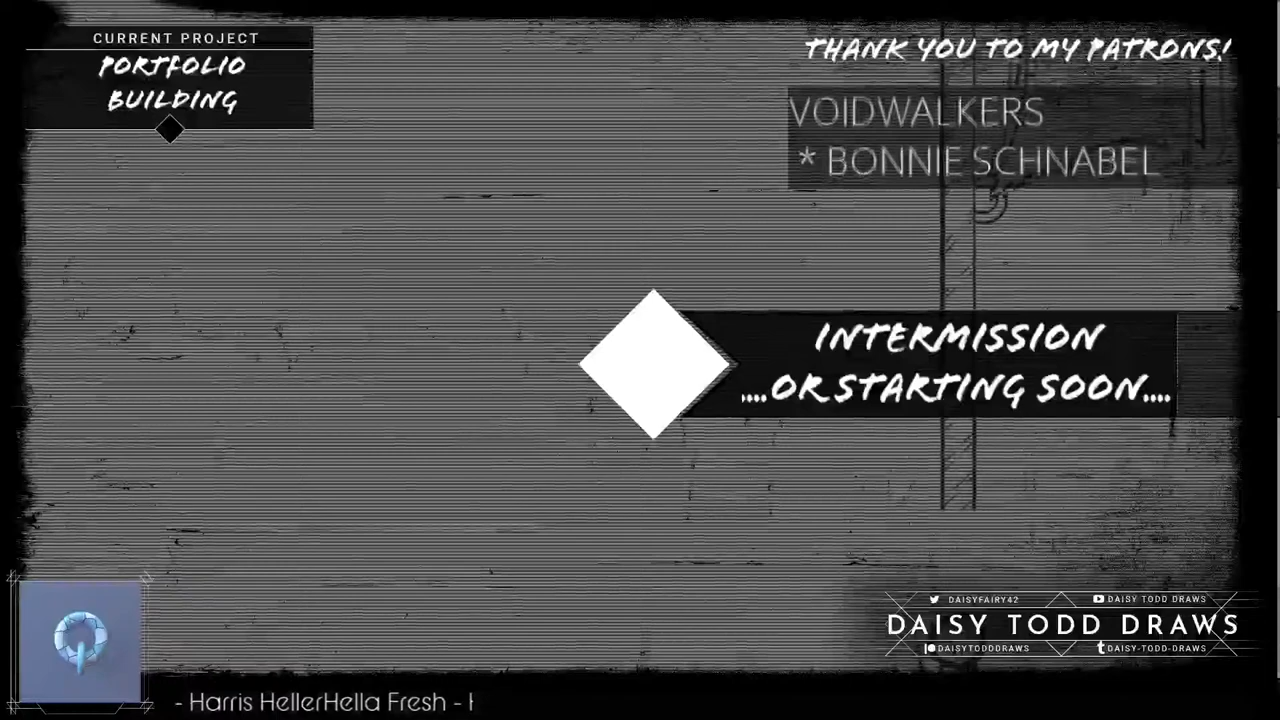 CURRENT PROJECT
PORTFOLIO
BUILDING
THANK YOU TO MY PATRONS!
VOIDWALKERS
* BONNIE SCHNABEL
INTERMISSION
....OR STARTING SOON....
DAISYFAIRY42
DAISY TODD DRAWS
DAISY TODD DRAWS
DAISYTODDDRAWS
DAISY-TODD-DRAWS
- Harris HellerHella Fresh -